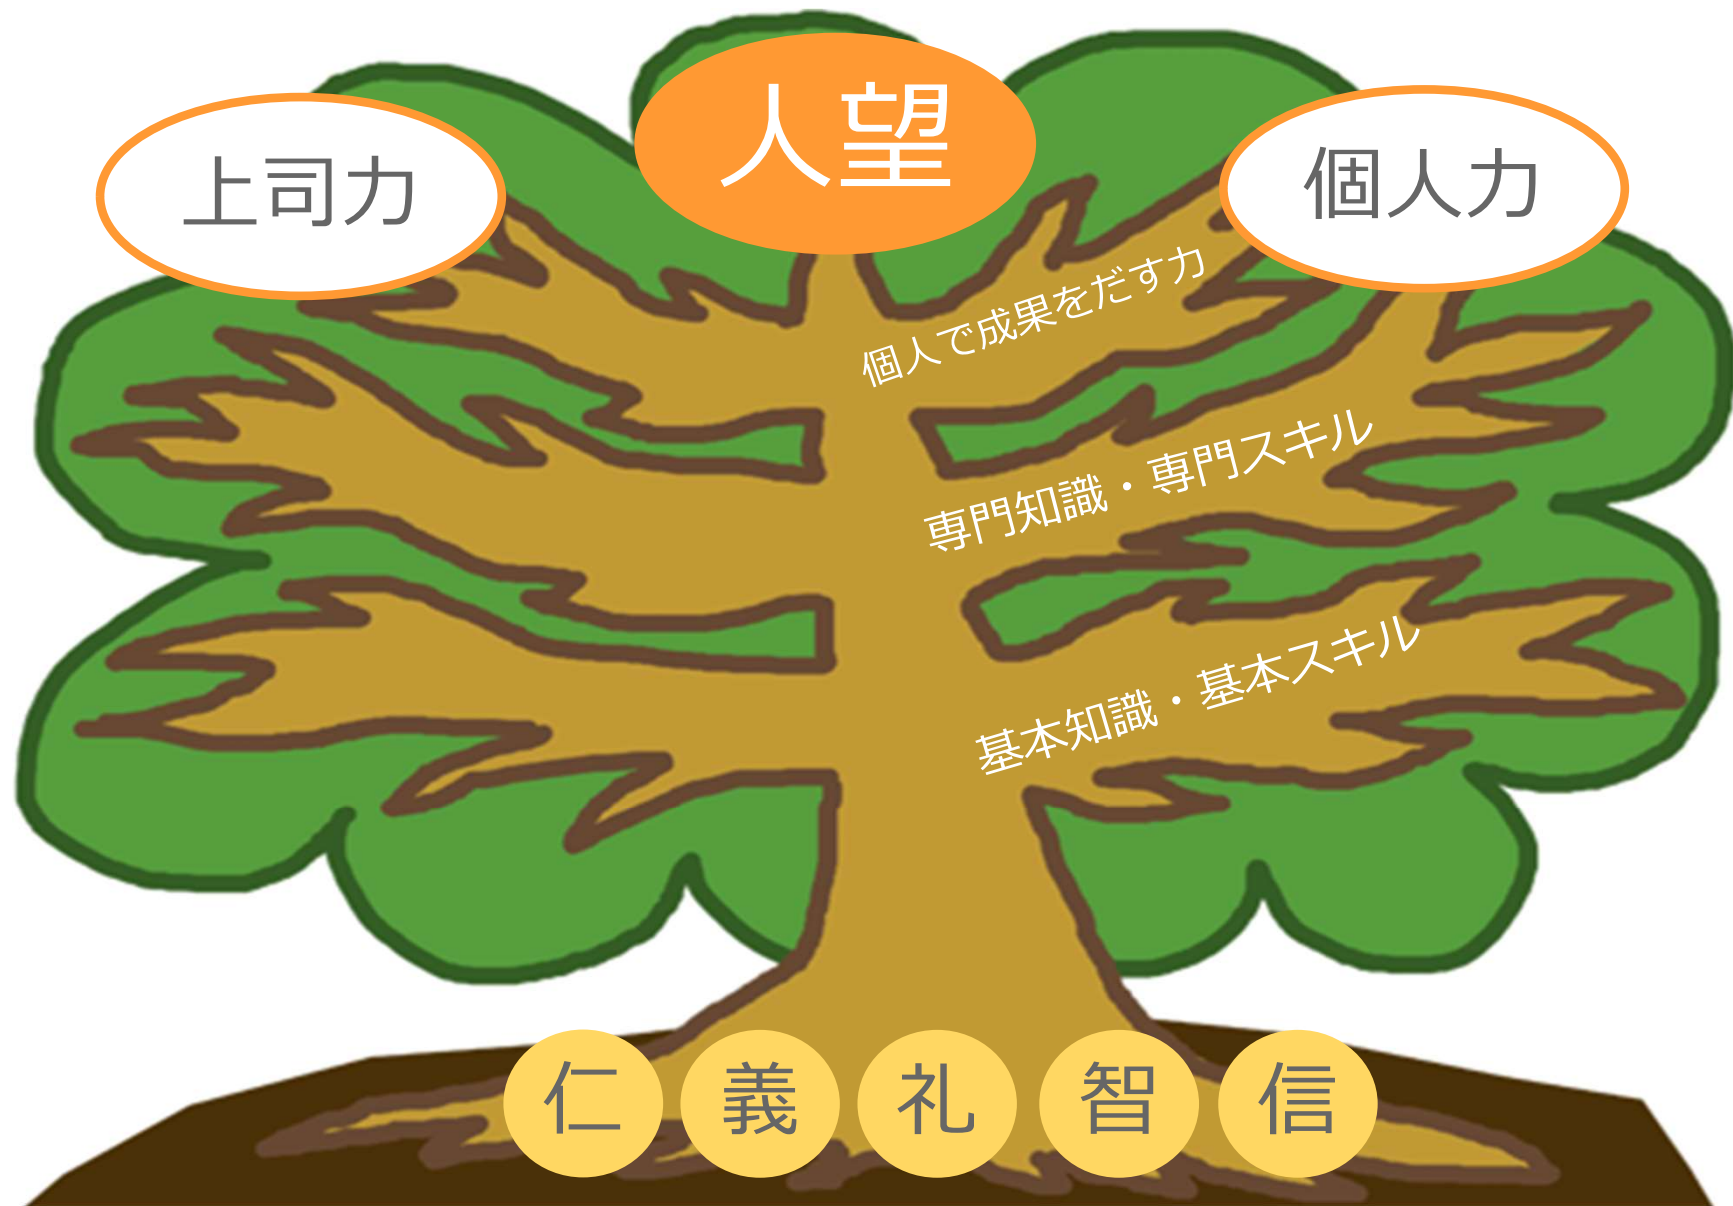 人望
上司力
個人力
個人で成果をだす力
専門知識・専門スキル
基本知識・基本スキル
仁 義 礼 智 信